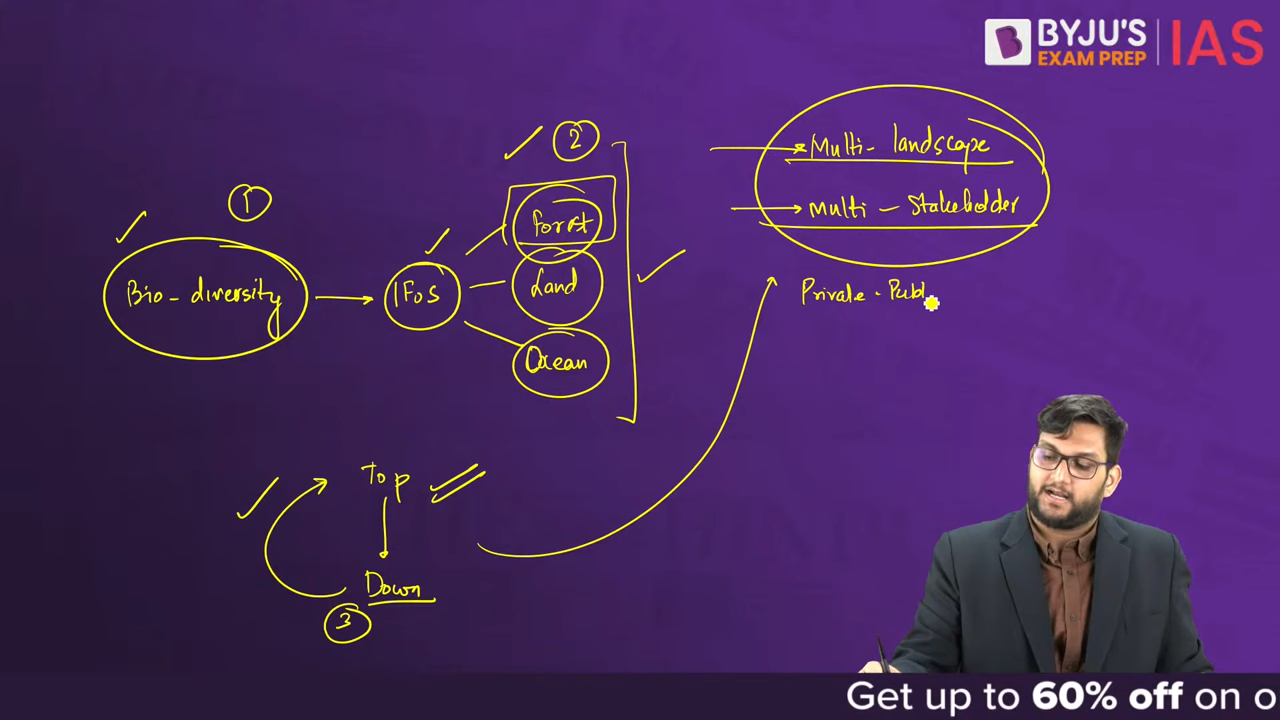 BYJU'S
EXAM PREP
IAS
1
Bio-diversity
IFoS
2
Forest
Land
Ocean
Multi- landscape
Multi - Stakeholder
Private - Publ
Top
Down
3
Get up to 60% off on o